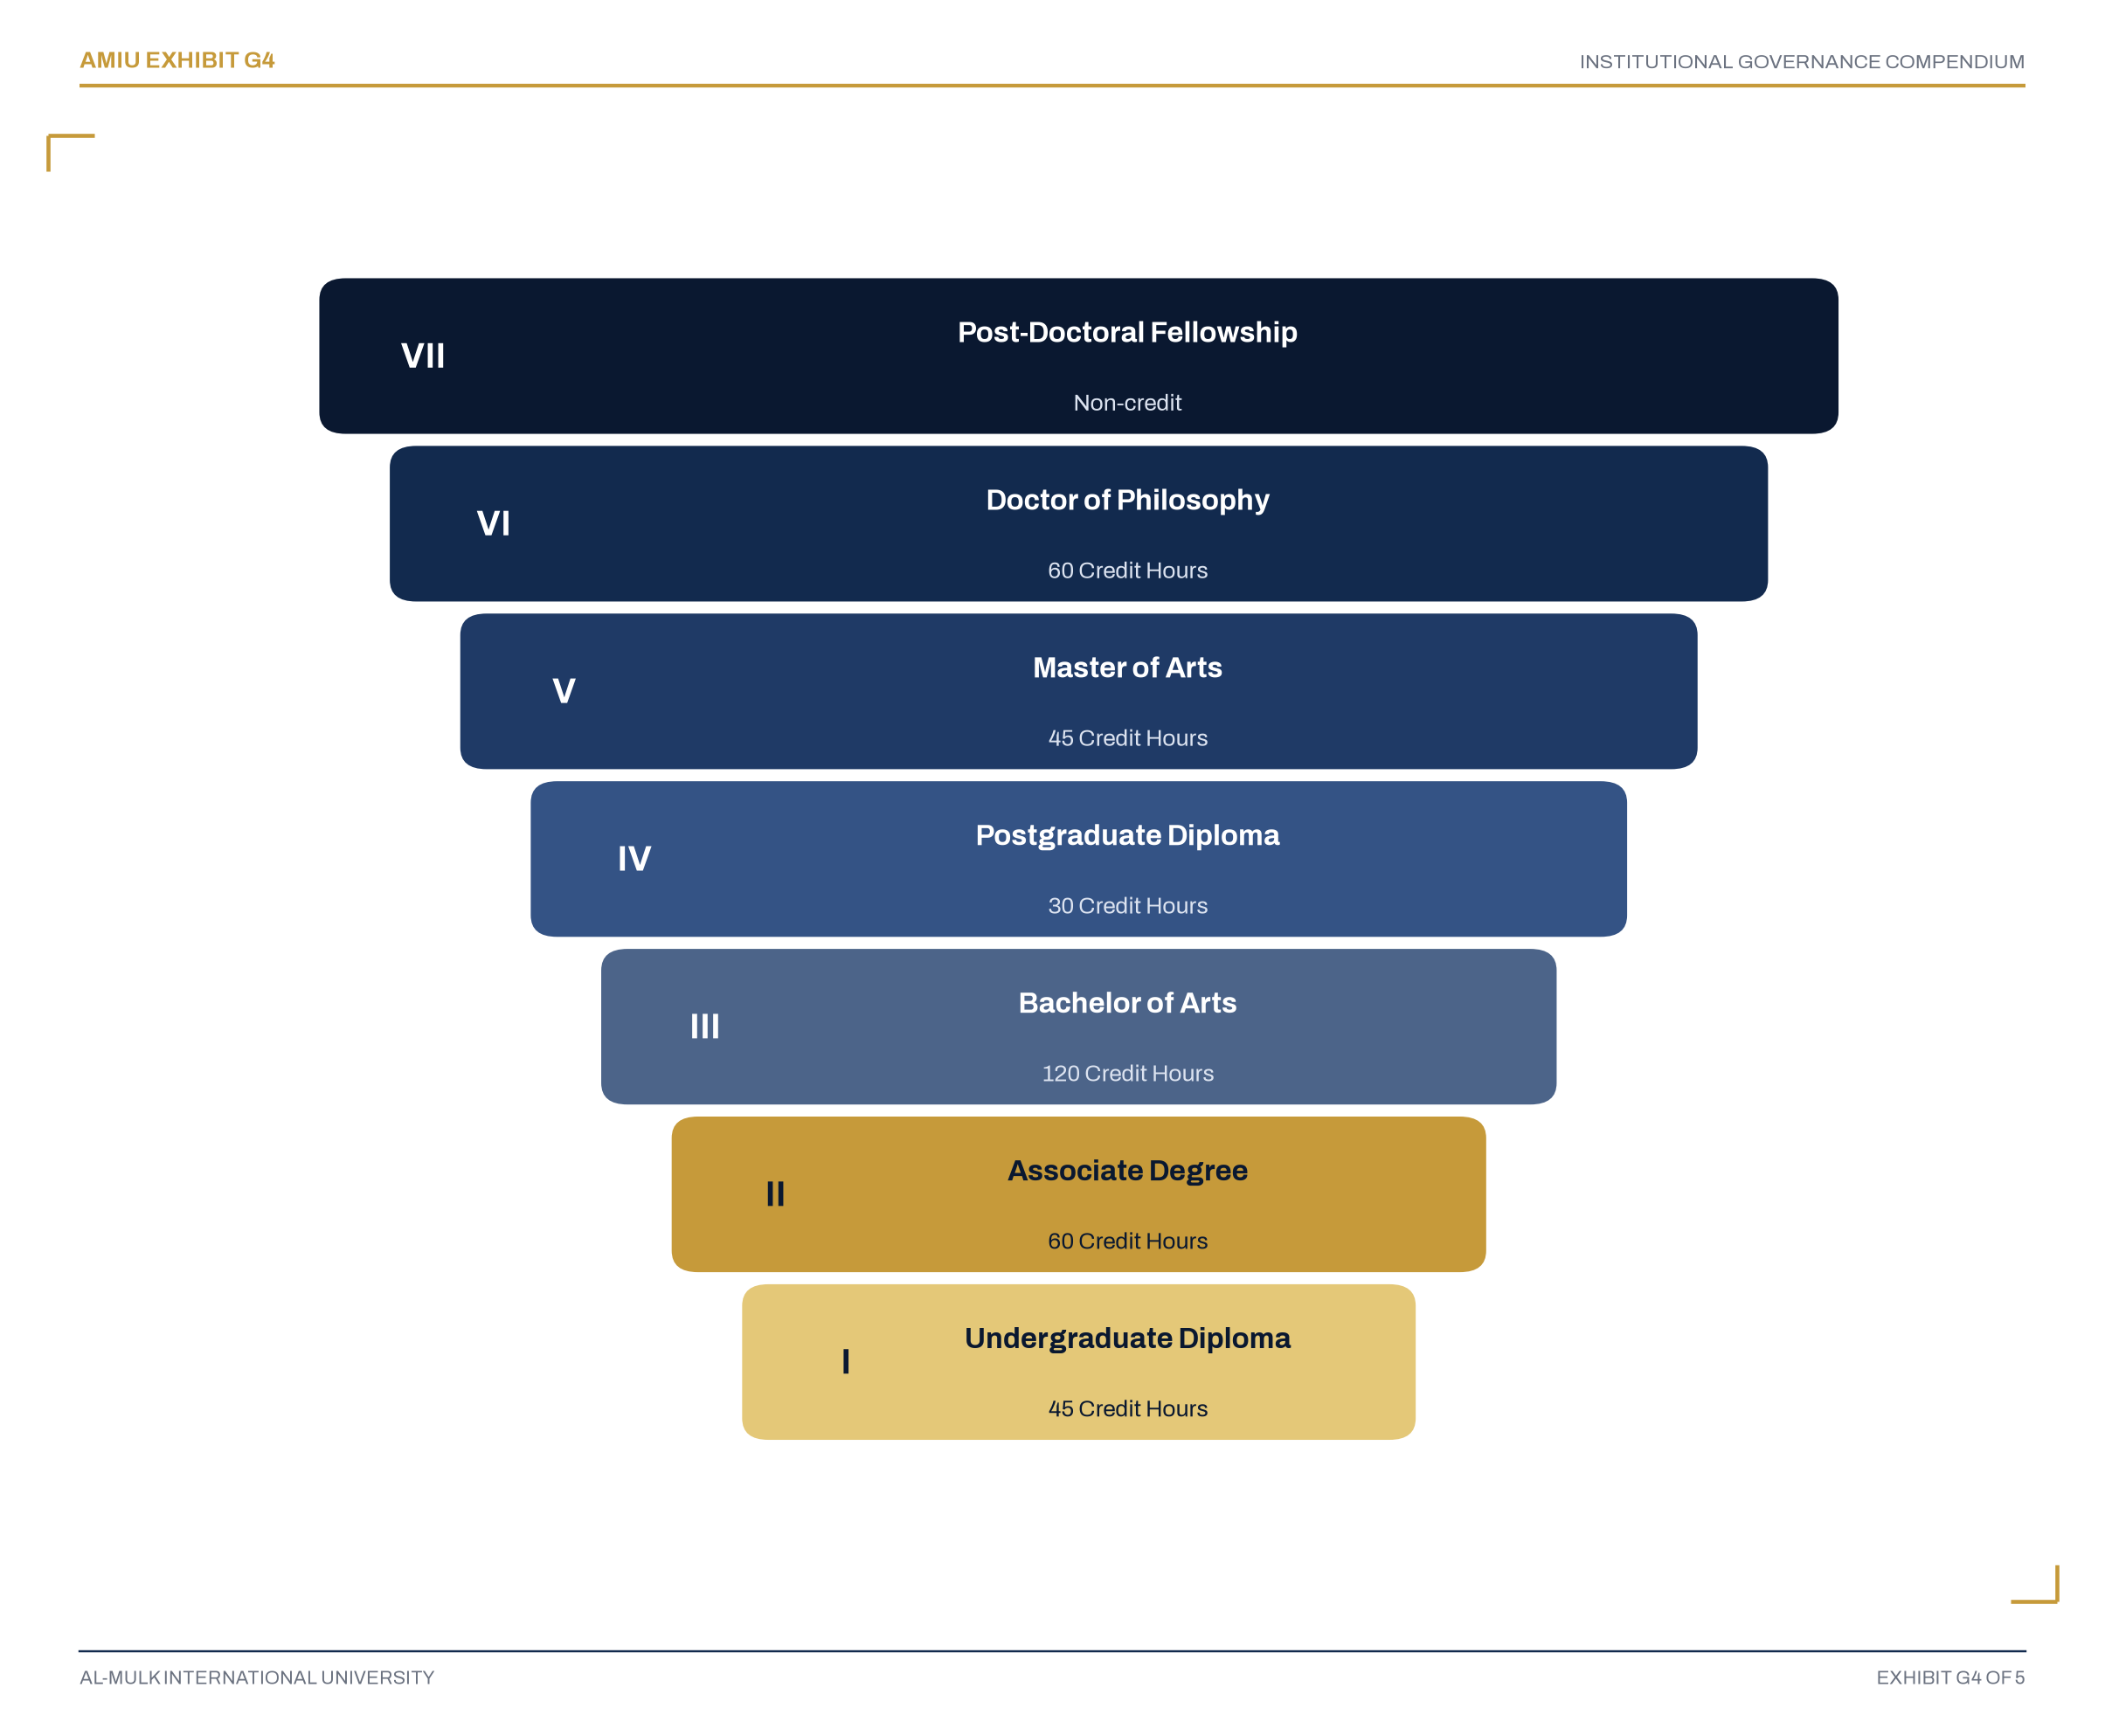 AMIU EXHIBIT G4
INSTITUTIONAL GOVERNANCE COMPENDIUM
VII
Post-Doctoral Fellowship
Non-credit
VI
Doctor of Philosophy
60 Credit Hours
V
Master of Arts
45 Credit Hours
IV
Postgraduate Diploma
30 Credit Hours
III
Bachelor of Arts
120 Credit Hours
II
Associate Degree
60 Credit Hours
I
Undergraduate Diploma
45 Credit Hours
AL-MULK INTERNATIONAL UNIVERSITY
EXHIBIT G4 OF 5